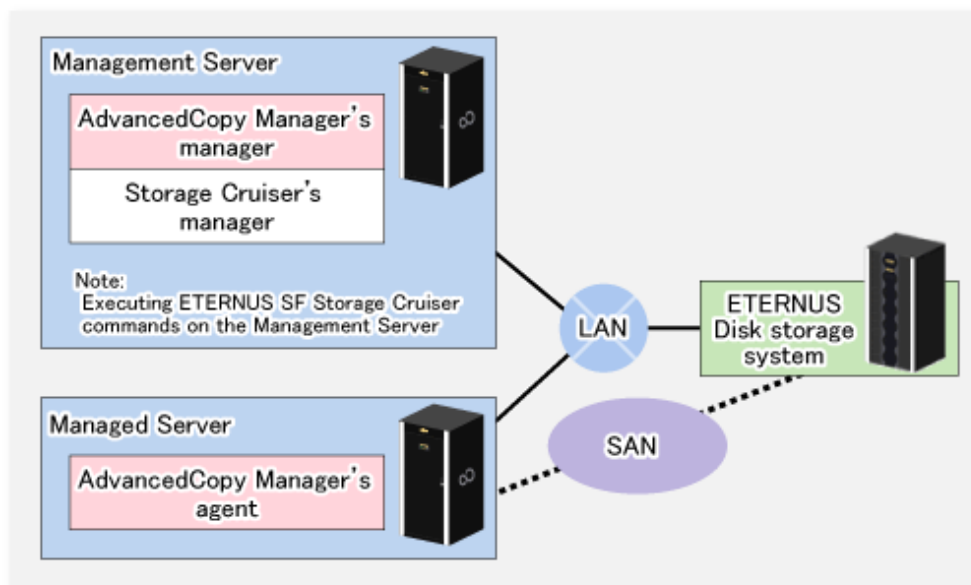 Management Server
AdvancedCopy Manager's
manager
Storage Cruiser's
manager
Note:
Executing ETERNUS SF Storage Cruiser
commands on the Management Server
LAN
ETERNUS
Disk storage
system
Managed Server
AdvancedCopy Manager's
agent
SAN